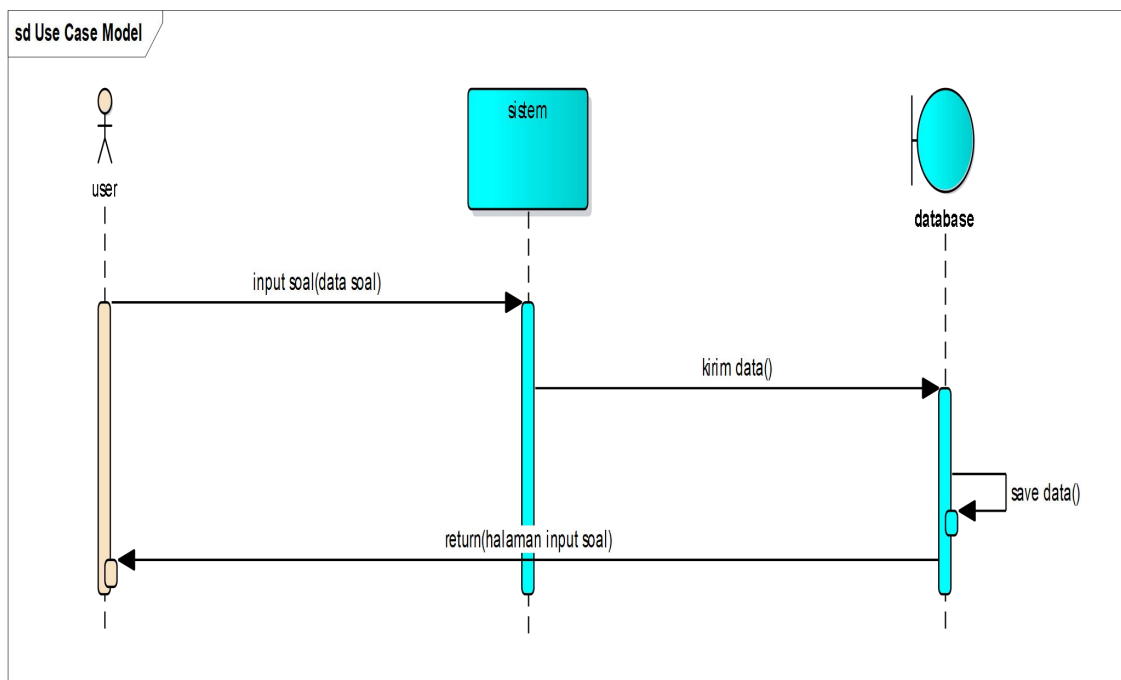 sd Use Case Model
user
sistem
database
input soal(data soal)
kirim data()
save data()
return(halaman input soal)